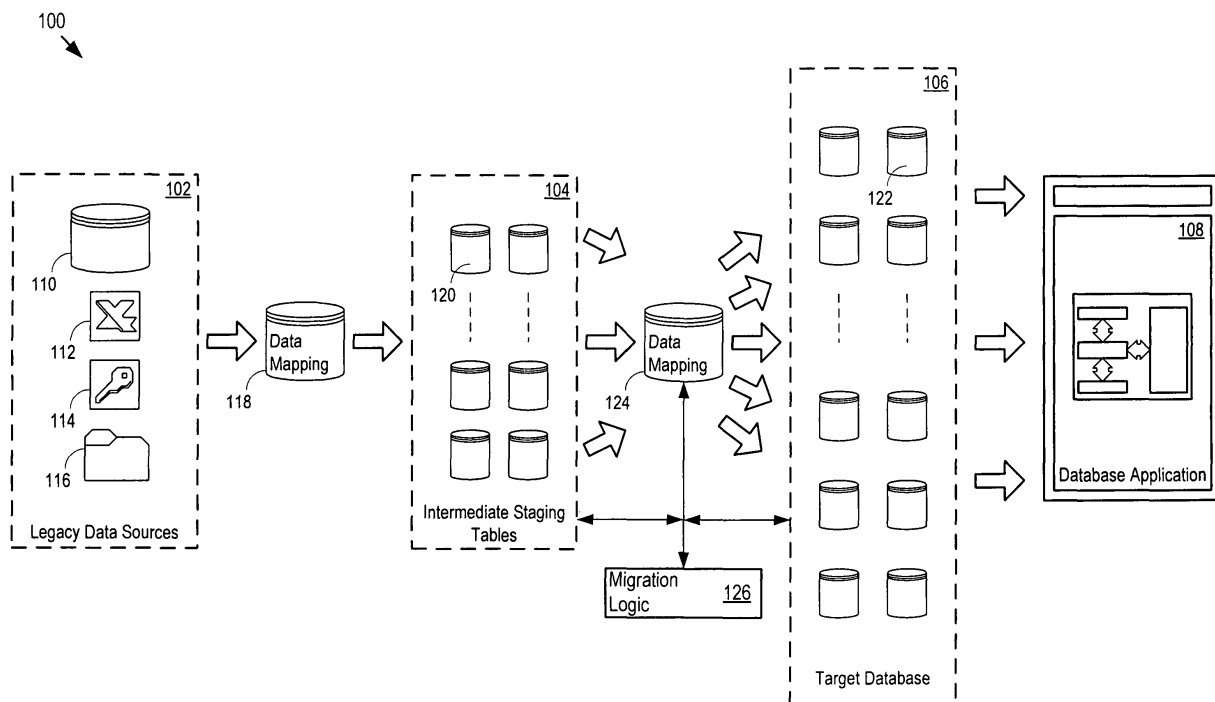 100
102
110
112
114
116
Legacy Data Sources
Data
Mapping
118
104
120
Intermediate Staging
Tables
Data
Mapping
124
Migration
Logic
126
106
122
Target Database
108
Database Application